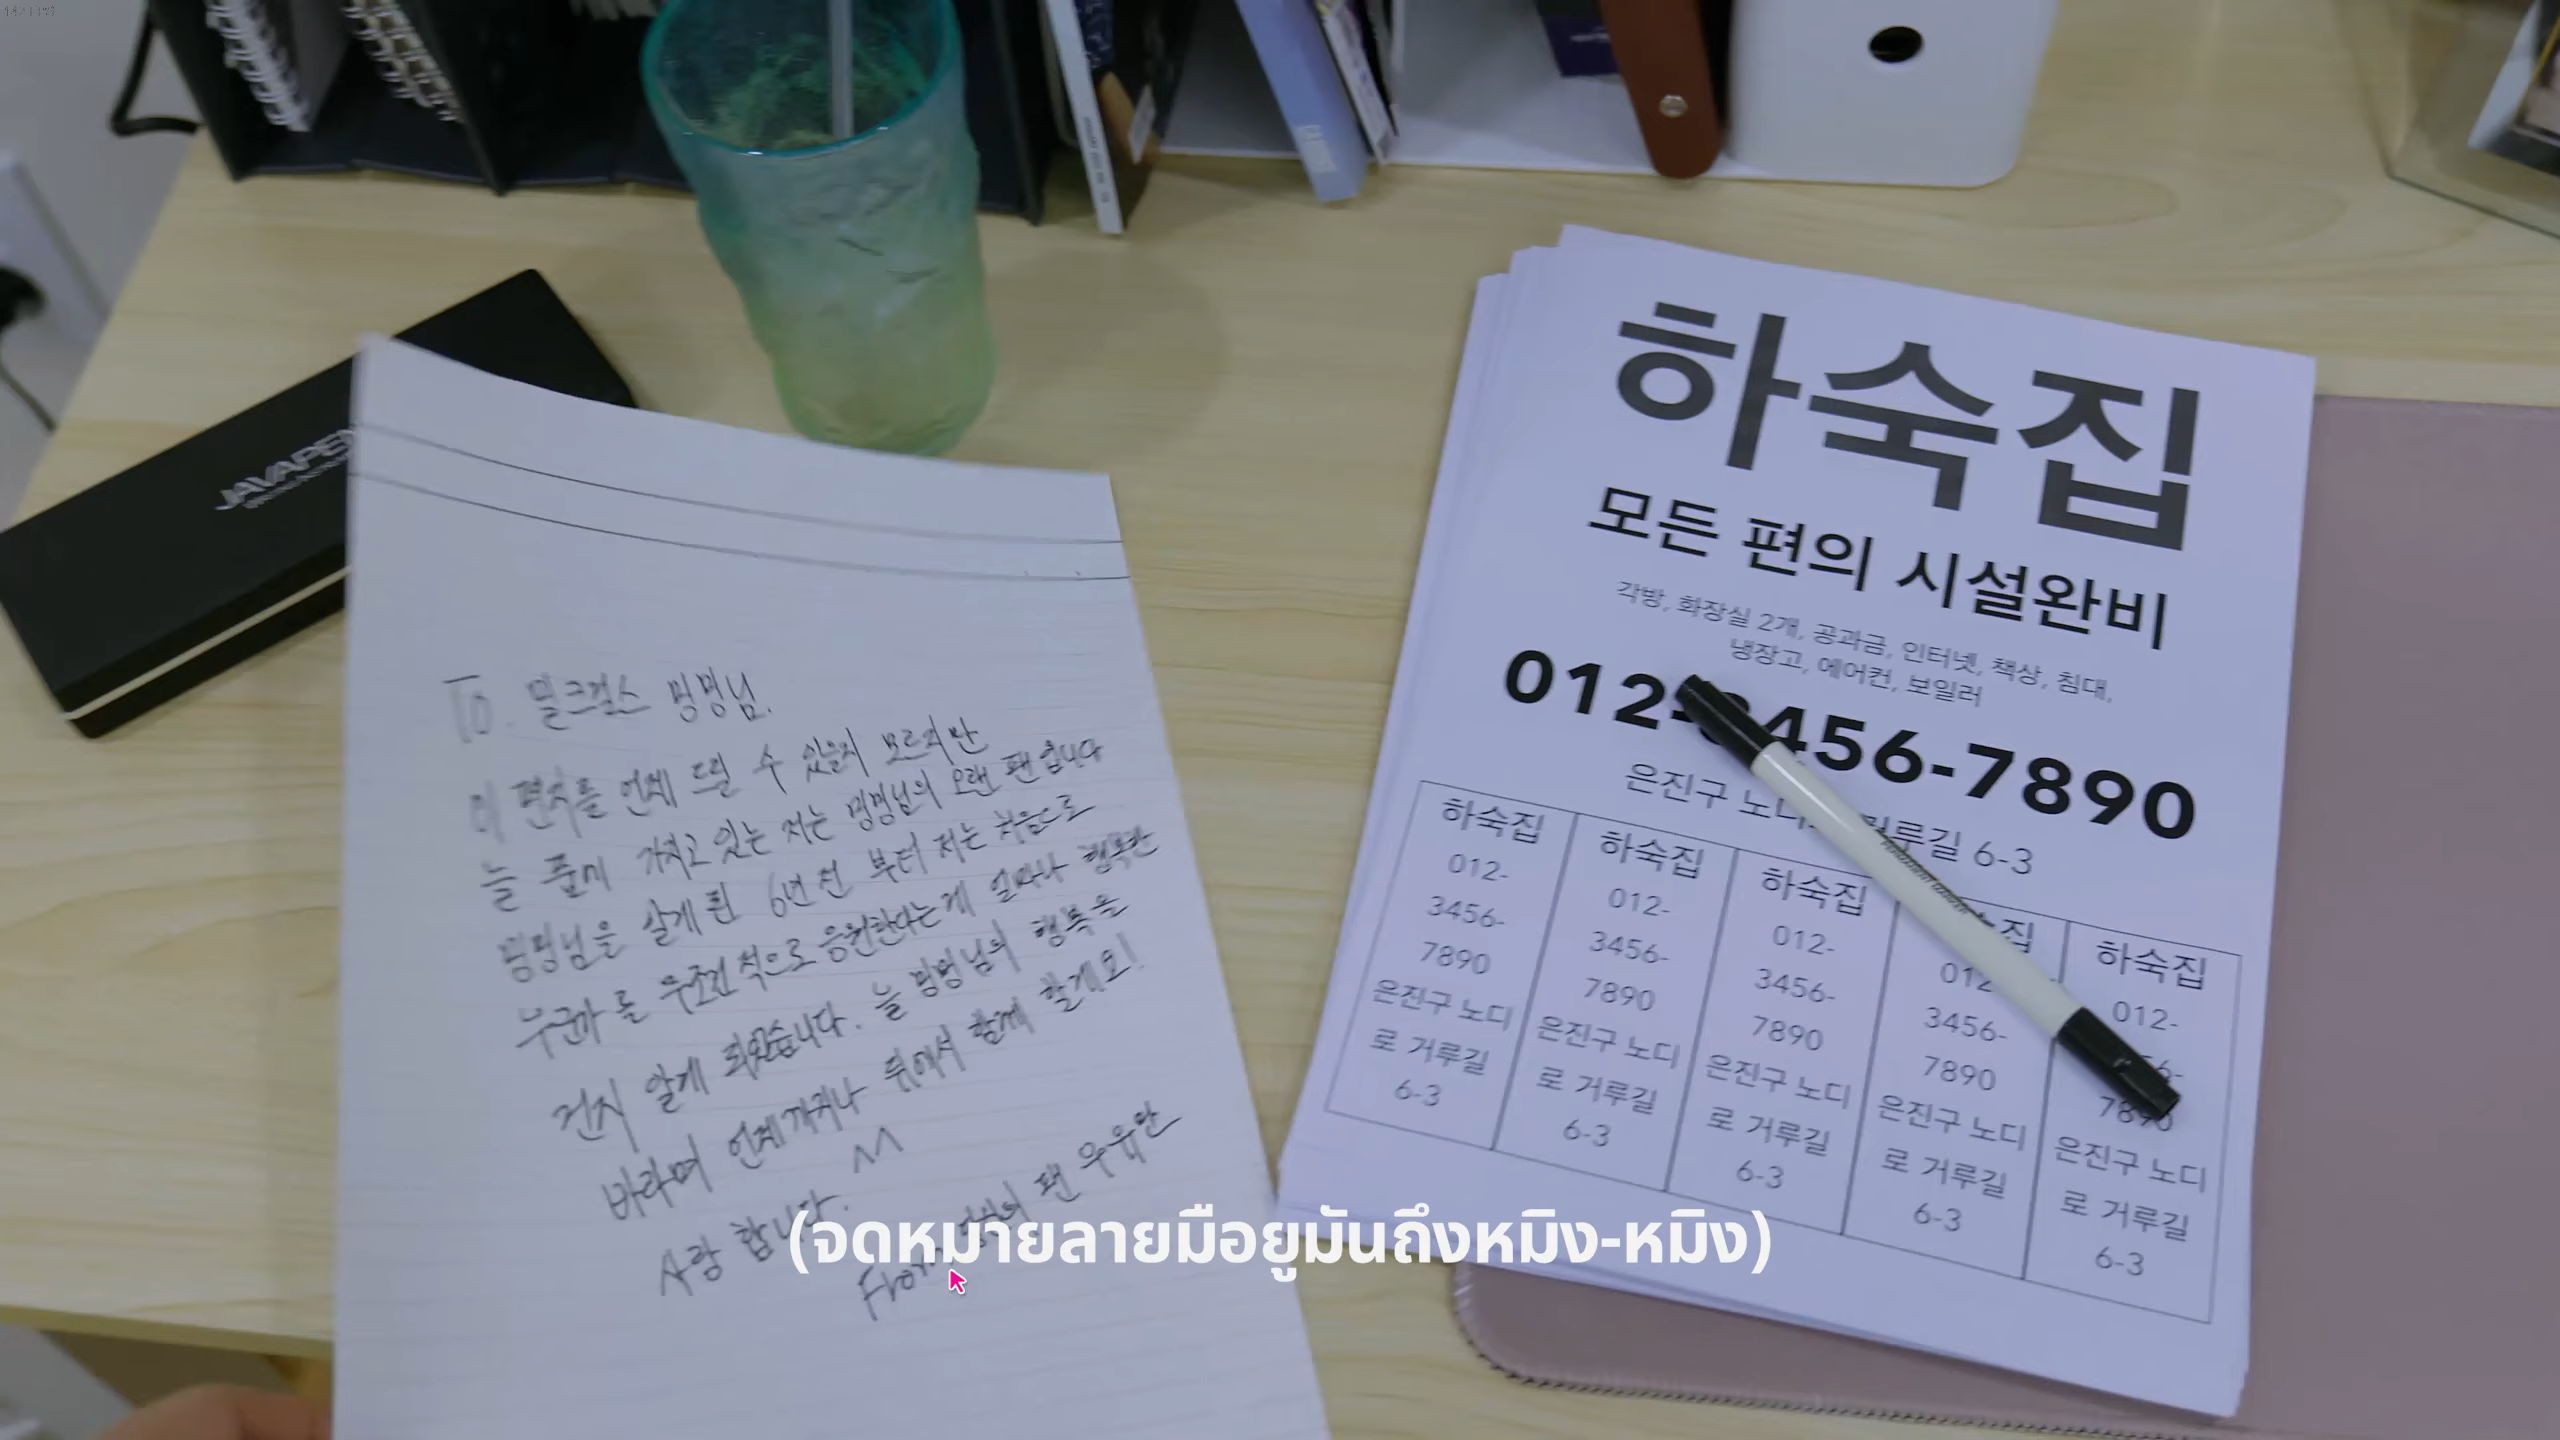 JAVAPEN
To. 밀크걸스 밍밍님.
이 편지를 언제 드릴 수 있을지 모르지만
늘 품에 가지고 있는 저는 밍밍님의 오랜 팬입니다
밍밍님을 알게 된 6년 전 부터 저는 처음으로
누군가를 무조건적으로 응원한다는게 얼마나 행복한
건지 알게 되었습니다. 늘 밍밍님의 행복을
바라며 언제까지나 뒤에서 함께 할게요!
사랑합니다.
From. 팬 우유만
하숙집
모든 편의 시설완비
각방, 화장실 2개, 공과금, 인터넷, 책상, 침대,
냉장고, 에어컨, 보일러
012-3456-7890
은진구 노디로 거루길 6-3
하숙집
012-
3456-
7890
은진구 노디
로 거루길
6-3
하숙집
012-
3456-
7890
은진구 노디
로 거루길
6-3
하숙집
012-
3456-
7890
은진구 노디
로 거루길
6-3
하숙집
012-
3456-
7890
은진구 노디
로 거루길
6-3
하숙집
012-
3456-
7890
은진구 노디
로 거루길
6-3
(จดหมายลายมือยูมันถึงหมิง-หมิง)